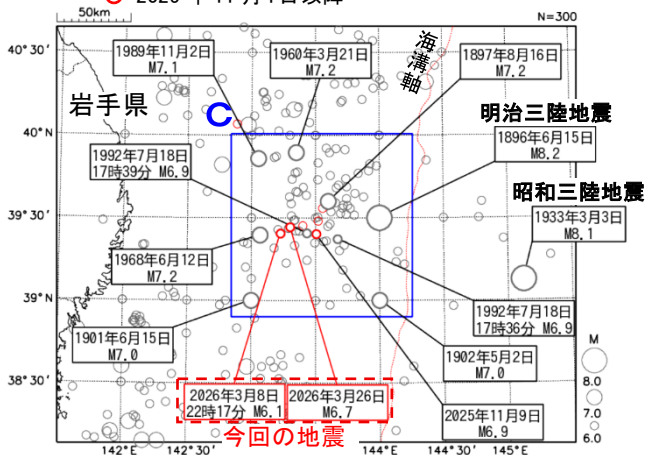 50km
2025年11月1日以降
N=300
40°30′
1989年11月2日
M7.1
1960年3月21日
M7.2
海溝軸
1897年8月16日
M7.2
岩手県
C
明治三陸地震
1896年6月15日
M8.2
40°N
1992年7月18日
17時39分 M6.9
昭和三陸地震
1933年3月3日
M8.1
39°30′
1968年6月12日
M7.2
39°N
1992年7月18日
17時36分 M6.9
1901年6月15日
M7.0
1902年5月2日
M7.0
38°30′
2026年3月8日
22時17分 M6.1
2026年3月26日
M6.7
2025年11月9日
M6.9
今回の地震
M
8.0
7.0
6.0
142°E
142°30′
144°E
144°30′
145°E